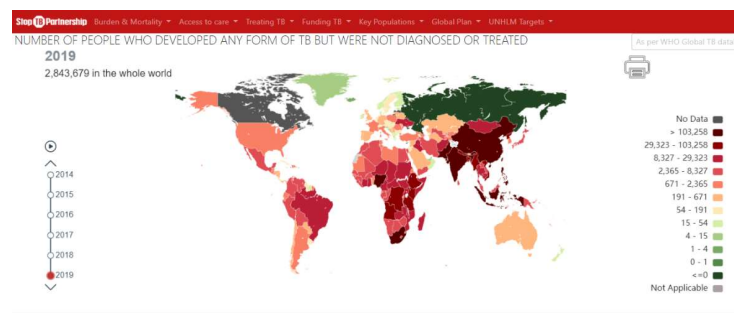 Stop TB Partnership Burden & Mortality Access to care Treating TB Funding TB Key Populations Global Plan UNHLM Targets
NUMBER OF PEOPLE WHO DEVELOPED ANY FORM OF TB BUT WERE NOT DIAGNOSED OR TREATED
As per WHO Global TB data
2019
2,843,679 in the whole world
2014
2015
2016
2017
2018
2019
No Data
> 103,258
29,323 - 103,258
8,327 - 29,323
2,365 - 8,327
671 - 2,365
191 - 671
54 - 191
15 - 54
4 - 15
1 - 4
0 - 1
<=0
Not Applicable